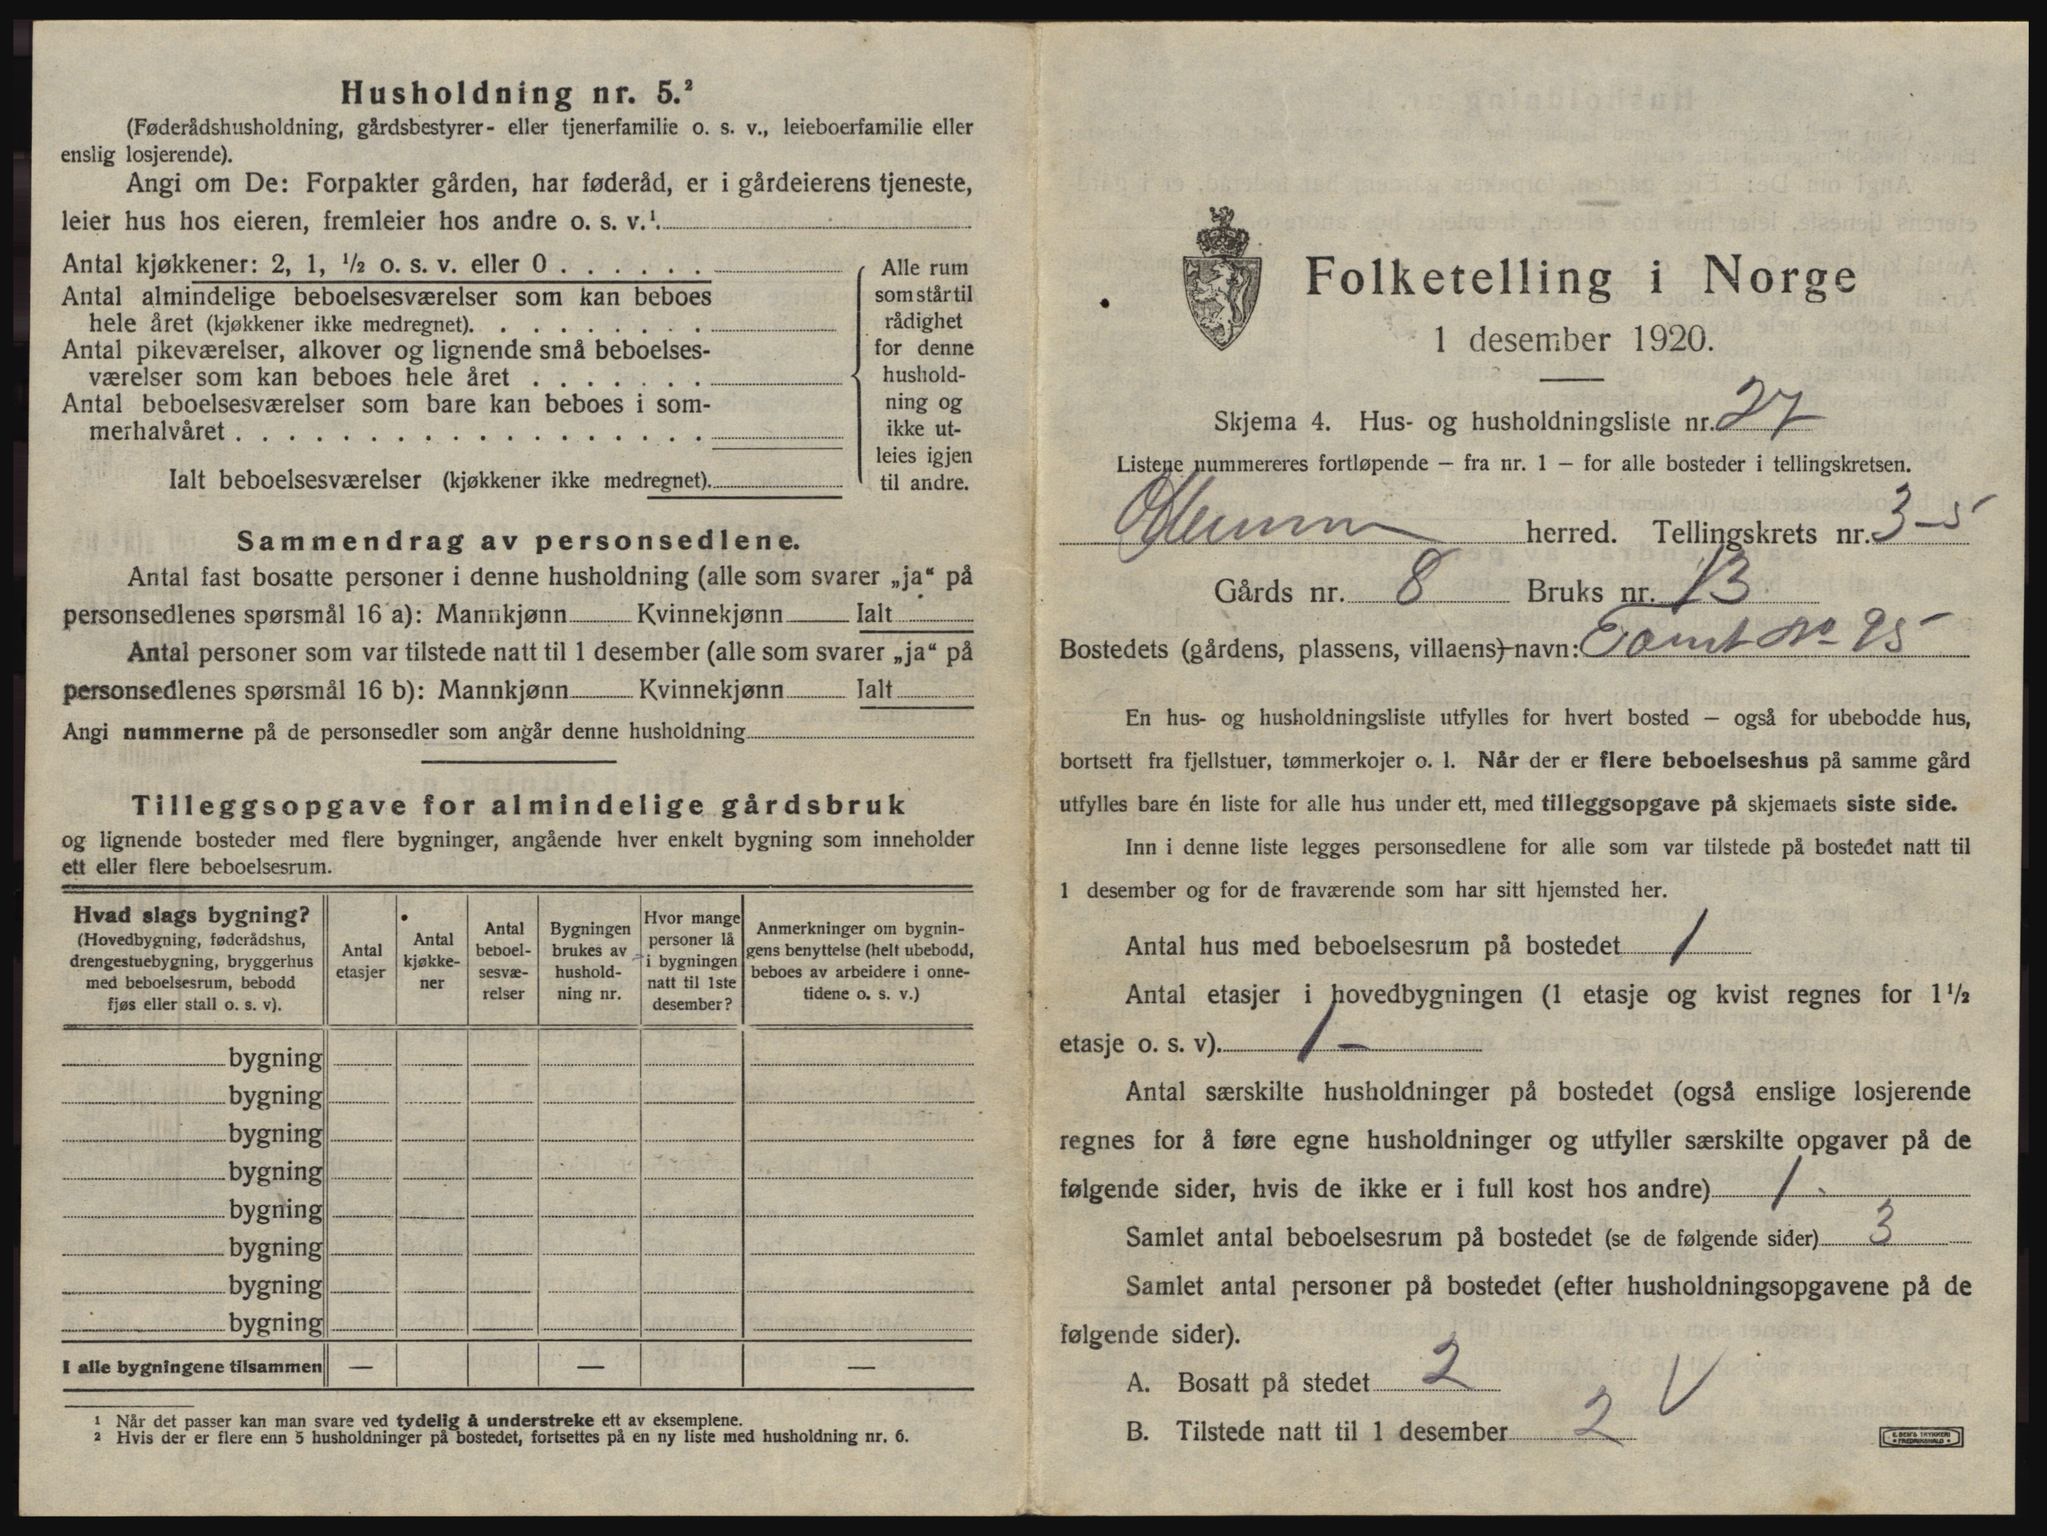 Husholdning nr. 5.²
(Føderådshusholdning, gårdsbestyrer- eller tjenerfamilie o. s. v., leieboerfamilie eller
enslig losjerende).
Angi om De: Forpakter gården, har føderåd, er i gårdeierens tjeneste,
leier hus hos eieren, fremleier hos andre o. s. v.¹.
Antal kjøkkener: 2, 1, ½ o. s. v. eller 0 . . . . . .
Antal almindelige beboelsesværelser som kan beboes
hele året (kjøkkener ikke medregnet). . . . . . . . .
Antal pikeværelser, alkover og lignende små beboelses-
værelser som kan beboes hele året . . . . . . .
Antal beboelsesværelser som bare kan beboes i som-
merhalvåret . . . . . . . . . . . . . . . . . .
Ialt beboelsesværelser (kjøkkener ikke medregnet).
Alle rum
som står til
rådighet
for denne
hushold-
ning og
ikke ut-
leies igjen
til andre.
Sammendrag av personsedlene.
Antal fast bosatte personer i denne husholdning (alle som svarer „ja“ på
personsedlenes spørsmål 16 a): Mannkjønn Kvinnekjønn Ialt
Antal personer som var tilstede natt til 1 desember (alle som svarer „ja“ på
personsedlenes spørsmål 16 b): Mannkjønn Kvinnekjønn Ialt
Angi nummerne på de personsedler som angår denne husholdning
Tilleggsopgave for almindelige gårdsbruk
og lignende bosteder med flere bygninger, angående hver enkelt bygning som inneholder
ett eller flere beboelsesrum.
Hvad slags bygning?
(Hovedbygning, føderådshus,
drengestuebygning, bryggerhus
med beboelsesrum, bebodd
fjøs eller stall o. s. v).
Antal
etasjer
Antal
kjøkke-
ner
Antal
beboel-
sesvæ-
relser
Bygningen
brukes av
hushold-
ning nr.
Hvor mange
personer lå
i bygningen
natt til 1ste
desember?
Anmerkninger om bygnin-
gens benyttelse (helt ubebodd,
beboes av arbeidere i onne-
tidene o. s. v.)
bygning
bygning
bygning
bygning
bygning
bygning
bygning
bygning
I alle bygningene tilsammen — — —
¹ Når det passer kan man svare ved tydelig å understreke ett av eksemplene.
² Hvis der er flere enn 5 husholdninger på bostedet, fortsettes på en ny liste med husholdning nr. 6.
Folketelling i Norge
1 desember 1920.
Skjema 4. Hus- og husholdningsliste nr. 27
Listene nummereres fortløpende – fra nr. 1 – for alle bosteder i tellingskretsen.
herred. Tellingskrets nr. 3-5
Gårds nr. 8 Bruks nr. 13
Bostedets (gårdens, plassens, villaens) navn: Tomt No 95
En hus- og husholdningsliste utfylles for hvert bosted – også for ubebodde hus,
bortsett fra fjellstuer, tømmerkojer o. l. Når der er flere beboelseshus på samme gård
utfylles bare én liste for alle hus under ett, med tilleggsopgave på skjemaets siste side.
Inn i denne liste legges personsedlene for alle som var tilstede på bostedet natt til
1 desember og for de fraværende som har sitt hjemsted her.
Antal hus med beboelsesrum på bostedet 1
Antal etasjer i hovedbygningen (1 etasje og kvist regnes for 1½
etasje o. s. v). 1 –
Antal særskilte husholdninger på bostedet (også enslige losjerende
regnes for å føre egne husholdninger og utfyller særskilte opgaver på de
følgende sider, hvis de ikke er i full kost hos andre) 1.
Samlet antal beboelsesrum på bostedet (se de følgende sider) 3
Samlet antal personer på bostedet (efter husholdningsopgavene på de
følgende sider).
A. Bosatt på stedet 2
B. Tilstede natt til 1 desember 2 V